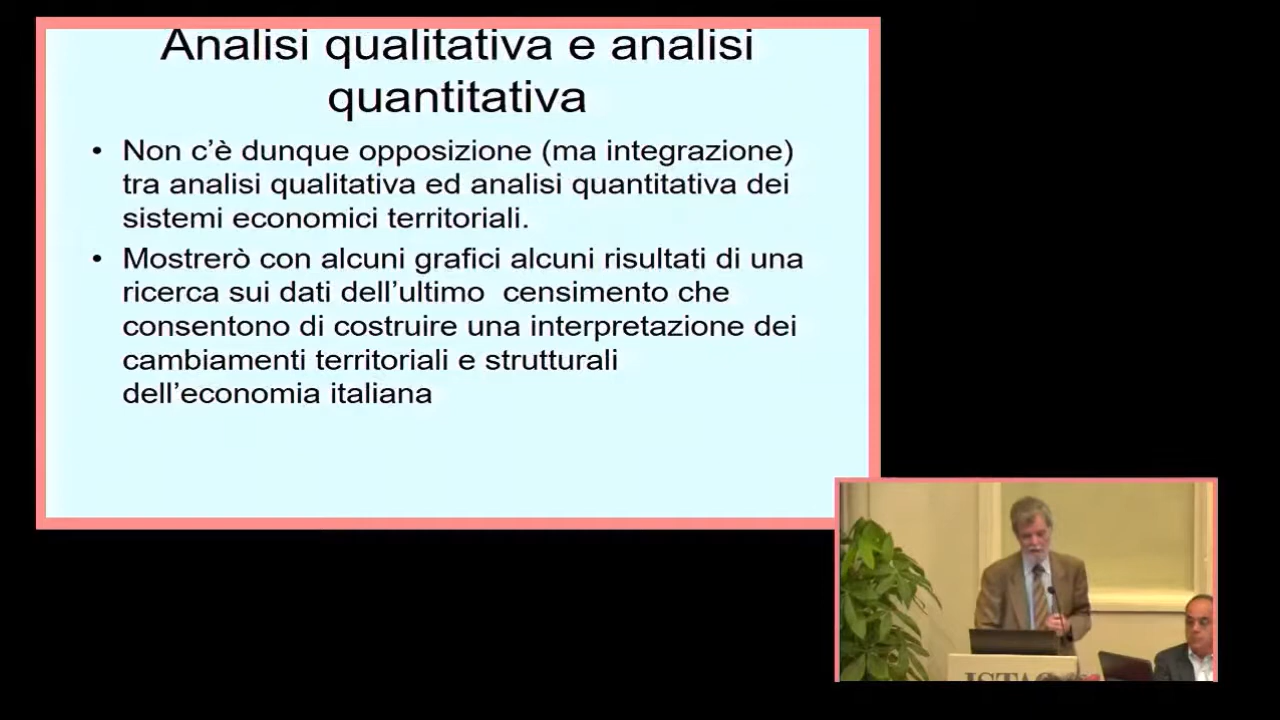 Analisi qualitativa e analisi
quantitativa
• Non c’è dunque opposizione (ma integrazione)
tra analisi qualitativa ed analisi quantitativa dei
sistemi economici territoriali.
• Mostrerò con alcuni grafici alcuni risultati di una
ricerca sui dati dell’ultimo censimento che
consentono di costruire una interpretazione dei
cambiamenti territoriali e strutturali
dell’economia italiana